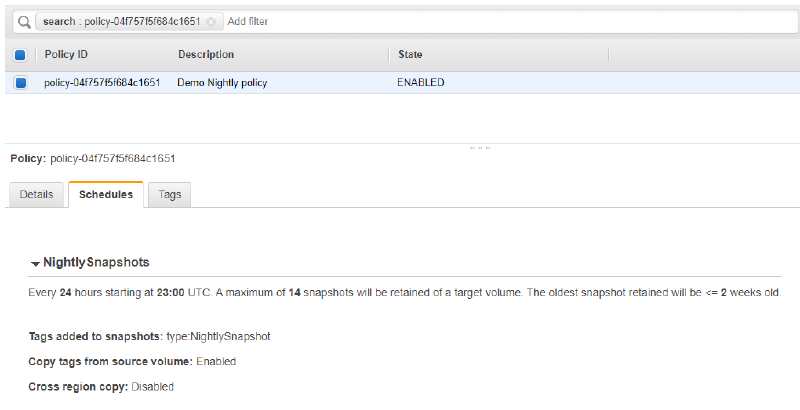 search : policy-04f757f5f684c1651 Add filter
Policy ID Description State
policy-04f757f5f684c1651 Demo Nightly policy ENABLED
Policy: policy-04f757f5f684c1651
Details Schedules Tags
NightlySnapshots
Every 24 hours starting at 23:00 UTC. A maximum of 14 snapshots will be retained of a target volume. The oldest snapshot retained will be <= 2 weeks old.
Tags added to snapshots: type:NightlySnapshot
Copy tags from source volume: Enabled
Cross region copy: Disabled